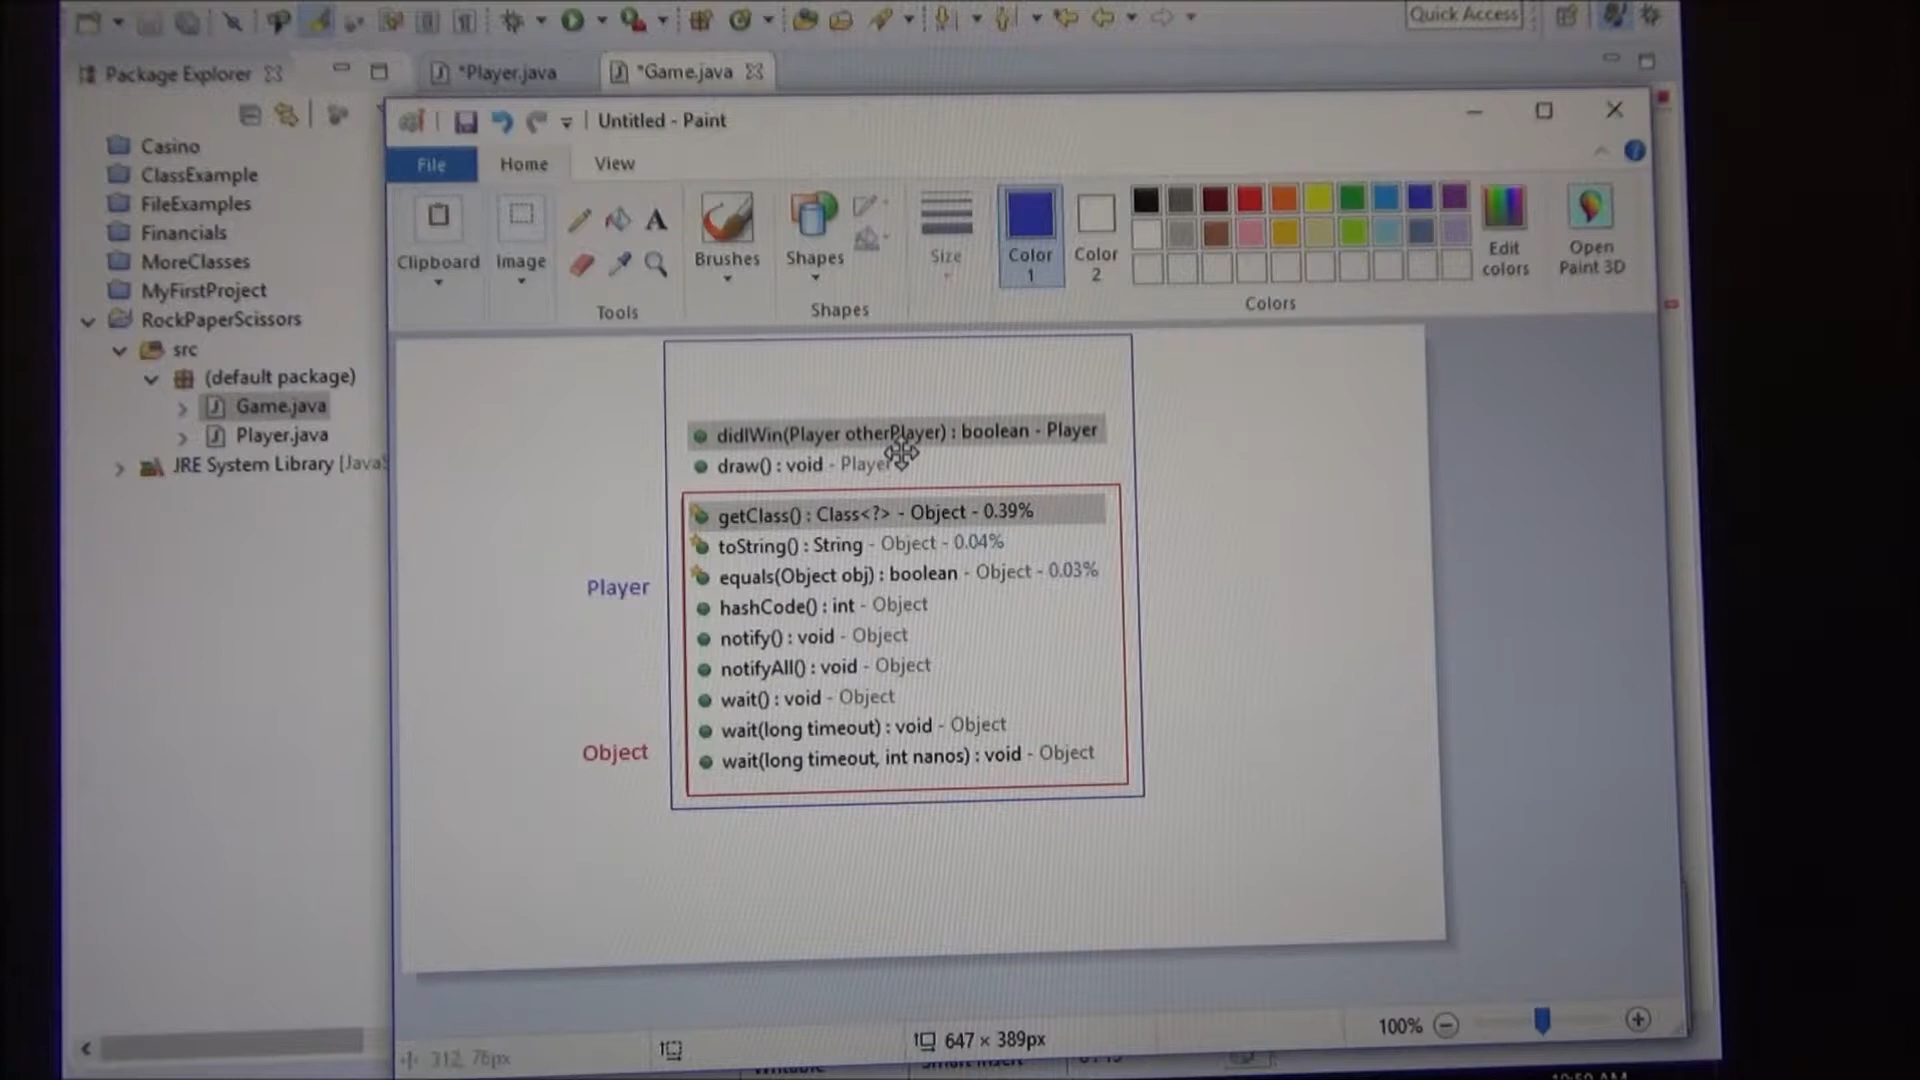 Quick Access
Package Explorer
*Player.java
*Game.java
Untitled - Paint
File
Home
View
Casino
ClassExample
FileExamples
Financials
MoreClasses
MyFirstProject
RockPaperScissors
src
(default package)
Game.java
Player.java
JRE System Library [Java
Clipboard
Image
Tools
Brushes
Shapes
Shapes
Size
Color
1
Color
2
Edit
colors
Open
Paint 3D
Colors
didIWin(Player otherPlayer) : boolean - Player
draw() : void - Player
getClass() : Class<?> - Object - 0.39%
toString() : String - Object - 0.04%
equals(Object obj) : boolean - Object - 0.03%
Player
hashCode() : int - Object
notify() : void - Object
notifyAll() : void - Object
wait() : void - Object
wait(long timeout) : void - Object
Object
wait(long timeout, int nanos) : void - Object
312, 76px
647 × 389px
100%